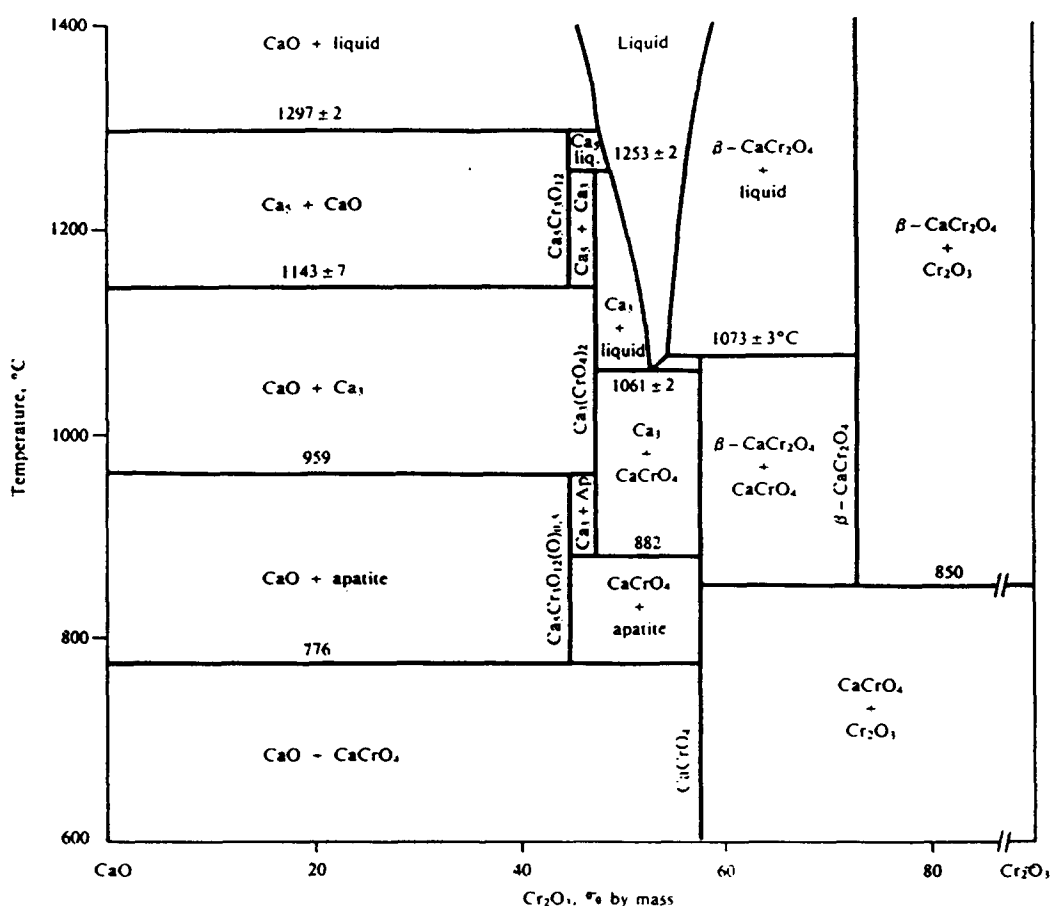 1400
CaO + liquid
Liquid
1297 ± 2
Ca₅
liq.
1253 ± 2
β – CaCr₂O₄
+
liquid
Ca₅Cr₃O₁₂
Ca₅ + Ca₃
1200
Ca₅ + CaO
β – CaCr₂O₄
+
Cr₂O₃
1143 ± 7
Ca₃
+
liquid
1073 ± 3°C
Temperature, °C
CaO + Ca₃
Ca₃(CrO₄)₂
1061 ± 2
Ca₃
+
CaCrO₄
β – CaCr₂O₄
+
CaCrO₄
β – CaCr₂O₄
1000
959
Ca₃ + Ap
882
CaO + apatite
Ca₅Cr₃O₁₂(O)₀.₅
CaCrO₄
+
apatite
850
800
776
CaCrO₄
+
Cr₂O₃
CaO + CaCrO₄
CaCrO₄
600
CaO
20
40
60
80
Cr₂O₃
Cr₂O₃, % by mass